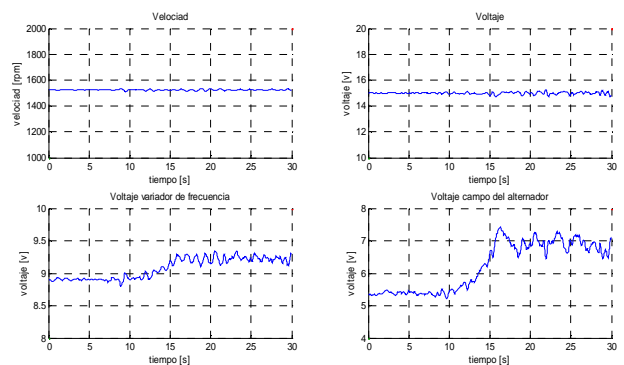 Velociad
2000
1800
1600
1400
1200
1000
velociad [rpm]
0 5 10 15 20 25 30
tiempo [s]
Voltaje
20
18
16
14
12
10
voltaje [v]
0 5 10 15 20 25 30
tiempo [s]
Voltaje variador de frecuencia
10
9.5
9
8.5
8
voltaje [v]
0 5 10 15 20 25 30
tiempo [s]
Voltaje campo del alternador
8
7
6
5
4
voltaje [v]
0 5 10 15 20 25 30
tiempo [s]